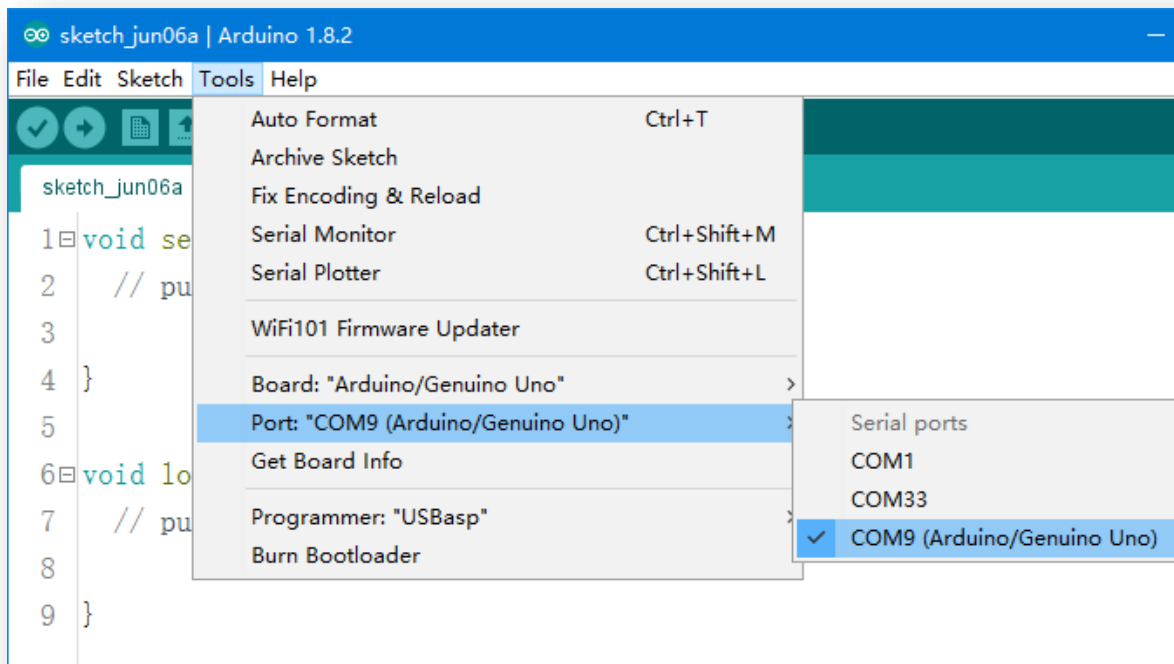 sketch_jun06a | Arduino 1.8.2
File Edit Sketch Tools Help
Auto Format Ctrl+T
Archive Sketch
Fix Encoding & Reload
Serial Monitor Ctrl+Shift+M
Serial Plotter Ctrl+Shift+L
WiFi101 Firmware Updater
Board: "Arduino/Genuino Uno"
Port: "COM9 (Arduino/Genuino Uno)"
Get Board Info
Programmer: "USBasp"
Burn Bootloader
Serial ports
COM1
COM33
COM9 (Arduino/Genuino Uno)
sketch_jun06a
1 void se
2 // pu
3
4 }
5
6 void lo
7 // pu
8
9 }